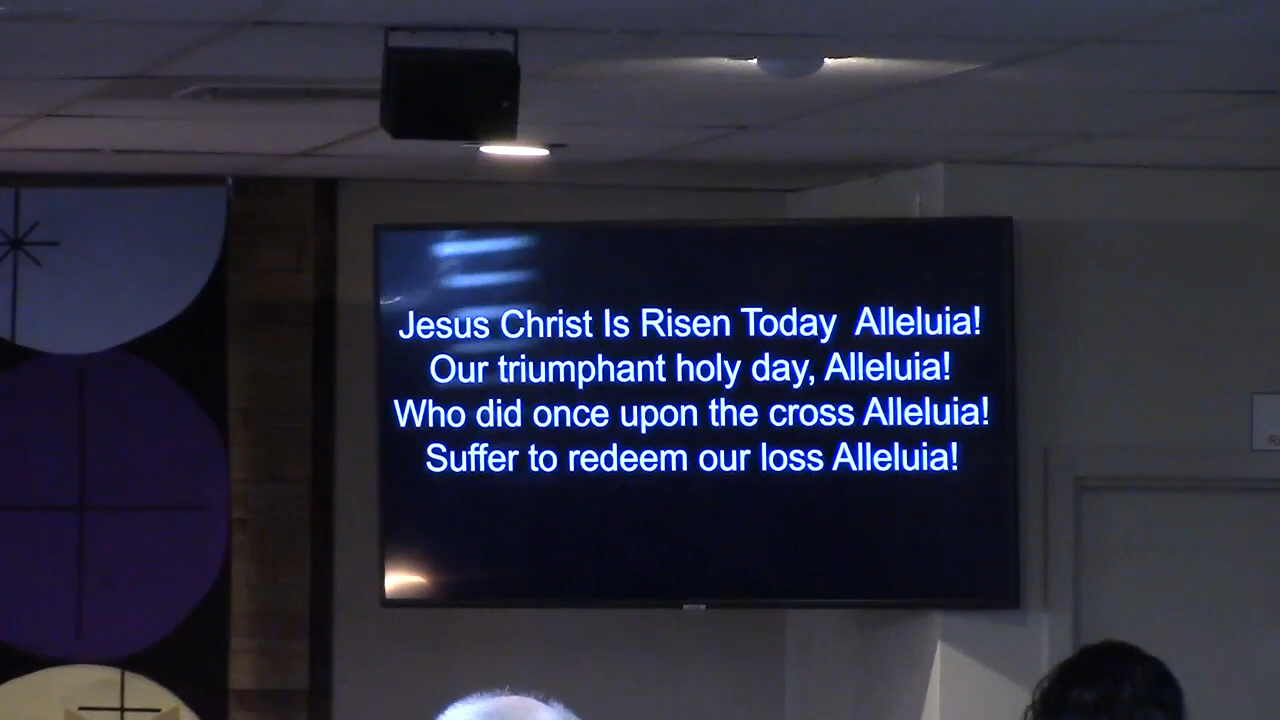 Jesus Christ Is Risen Today  Alleluia!
Our triumphant holy day, Alleluia!
Who did once upon the cross Alleluia!
Suffer to redeem our loss Alleluia!